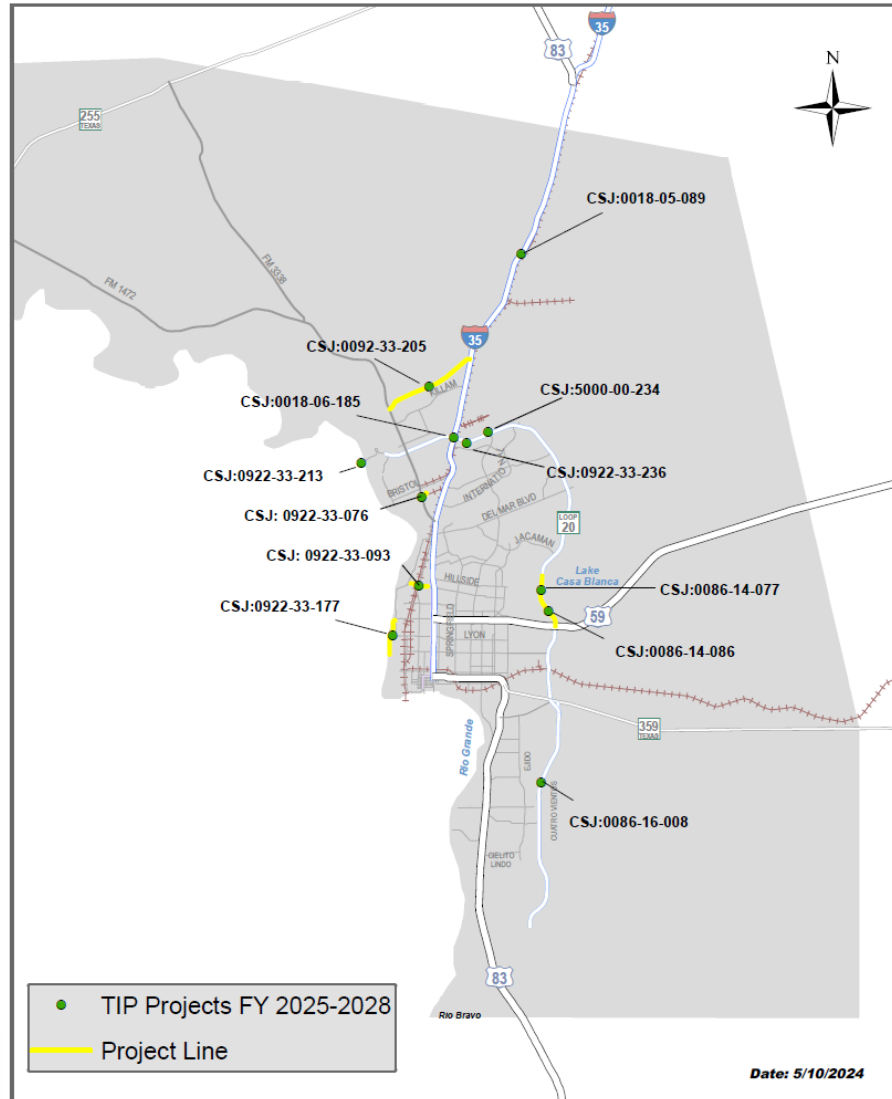 35
83
N
255
TEXAS
CSJ:0018-05-089
FM 3338
FM 1472
35
CSJ:0092-33-205
KILLAM
CSJ:5000-00-234
CSJ:0018-06-185
CSJ:0922-33-236
CSJ:0922-33-213
BRISTOL
INTERNATIO
CSJ: 0922-33-076
DEL MAR BLVD
LOOP
20
JACAMAN
CSJ: 0922-33-093
HILLSIDE
Lake
Casa Blanca
CSJ:0086-14-077
CSJ:0922-33-177
59
SPRINGFIELD
LYON
CSJ:0086-14-086
359
TEXAS
Rio Grande
EJIDO
CUATRO VIENTOS
CSJ:0086-16-008
CIELITO
LINDO
83
TIP Projects FY 2025-2028
Project Line
Rio Bravo
Date: 5/10/2024